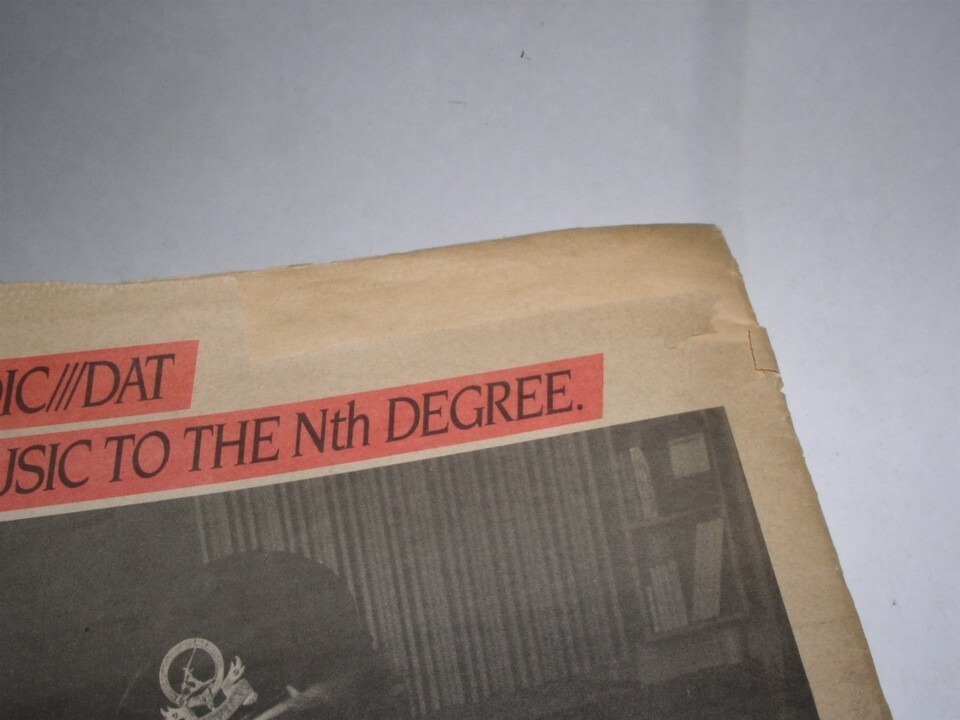 DIC///DAT
USIC TO THE Nth DEGREE.